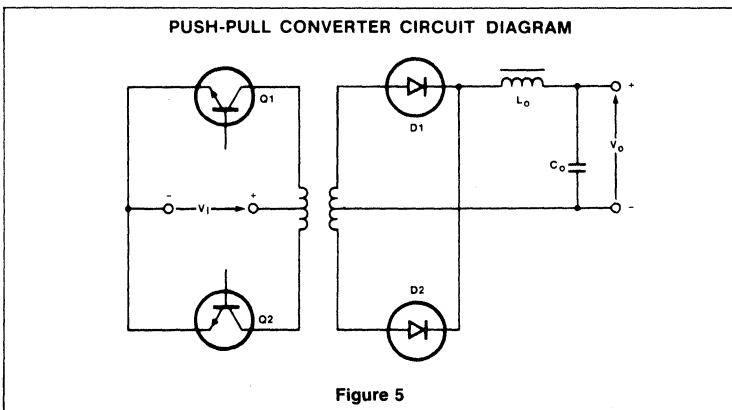 PUSH-PULL CONVERTER CIRCUIT DIAGRAM
Q1
D1
Lo
+
- VI +
Co
Vo
-
Q2
D2
Figure 5